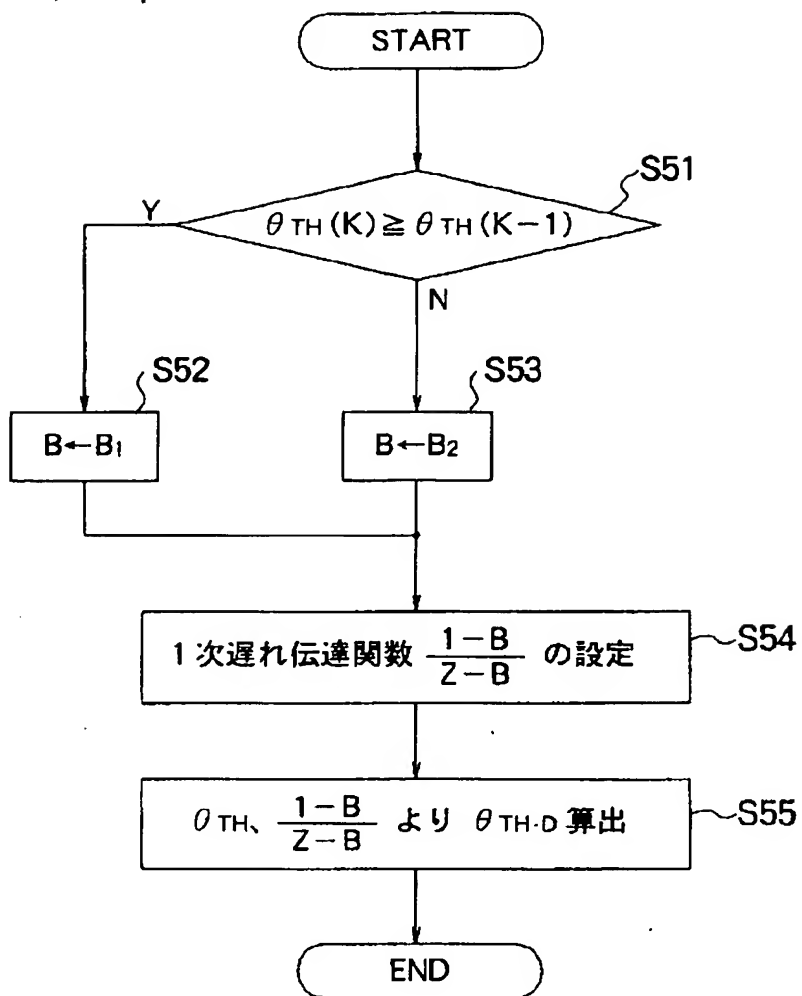 START
S51
θTH(K)≧θTH(K-1)
Y
N
S52
S53
B←B1
B←B2
1次遅れ伝達関数 1-B/Z-B の設定
S54
θTH、1-B/Z-B より θTH-D 算出
S55
END